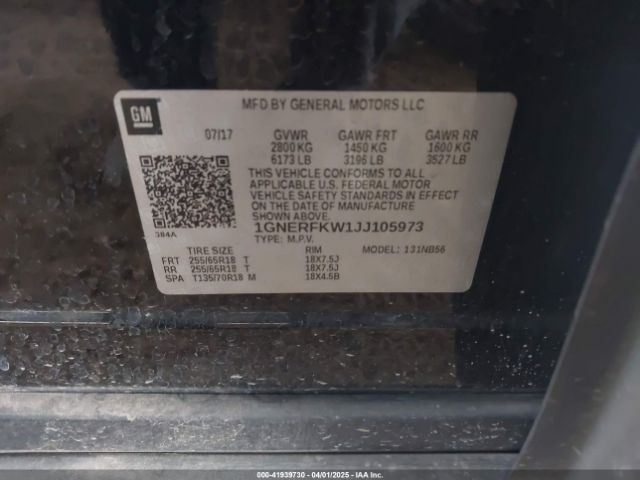 GM
MFD BY GENERAL MOTORS LLC
07/17 GVWR GAWR FRT GAWR RR
2800 KG 1450 KG 1600 KG
6173 LB 3196 LB 3527 LB
THIS VEHICLE CONFORMS TO ALL
APPLICABLE U.S. FEDERAL MOTOR
VEHICLE SAFETY STANDARDS IN EFFECT
ON THE DATE OF MANUFACTURE
SHOWN ABOVE.
1GNERFKW1JJ105973
TYPE: M.P.V. MODEL: 131NB56
384A
TIRE SIZE RIM
FRT 255/65R18 T 18X7.5J
RR 255/65R18 T 18X7.5J
SPA T135/70R18 M 18X4.5B
000-41939730 - 04/01/2025 - IAAI.COM